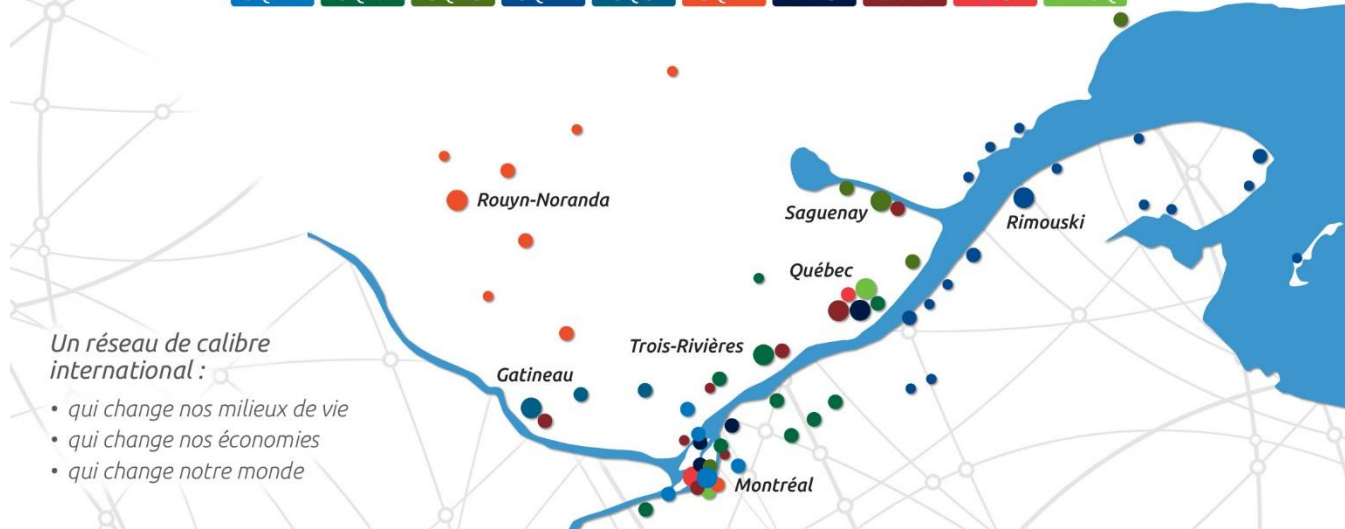 Rouyn-Noranda
Saguenay
Rimouski
Québec
Trois-Rivières
Gatineau
Montréal
Un réseau de calibre
international :
• qui change nos milieux de vie
• qui change nos économies
• qui change notre monde